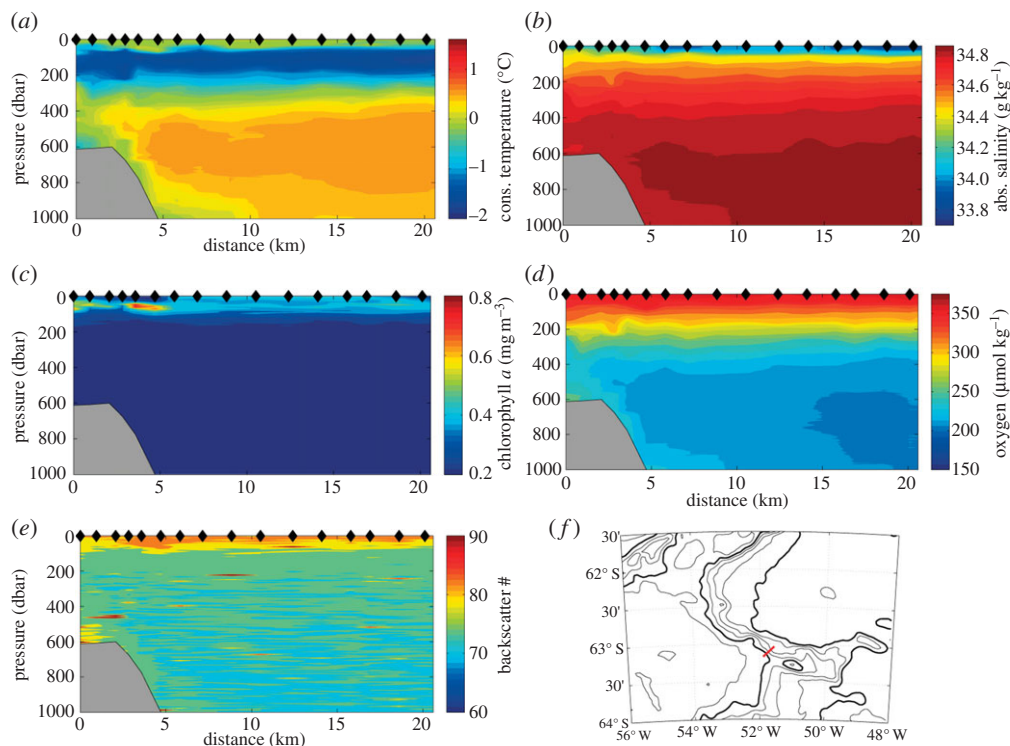 (a)
0
200
400
600
800
1000
pressure (dbar)
0 5 10 15 20
distance (km)
1
0
–1
–2
cons. temperature (°C)
(b)
0
200
400
600
800
1000
0 5 10 15 20
distance (km)
34.8
34.6
34.4
34.2
34.0
33.8
abs. salinity (g kg–1)
(c)
0
200
400
600
800
1000
pressure (dbar)
0 5 10 15 20
0.8
0.6
0.4
0.2
chlorophyll a (mg m–3)
(d)
0
200
400
600
800
1000
0 5 10 15 20
distance (km)
350
300
250
200
150
oxygen (µmol kg–1)
(e)
0
200
400
600
800
1000
pressure (dbar)
0 5 10 15 20
distance (km)
90
80
70
60
backscatter #
(f)
30'
62° S
30'
63° S
30'
64° S
56° W 54° W 52° W 50° W 48° W